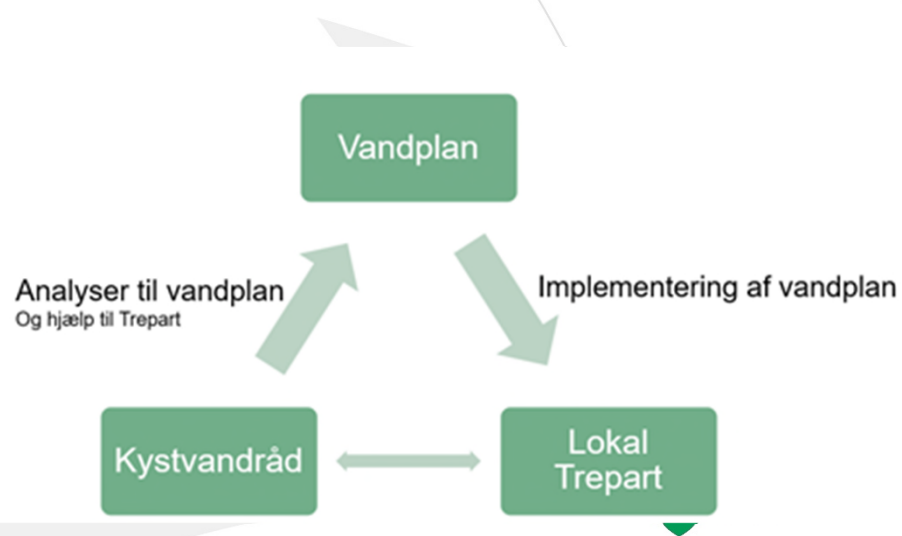 Vandplan
Analyser til vandplan
Og hjælp til Trepart
Implementering af vandplan
Kystvandråd
Lokal
Trepart